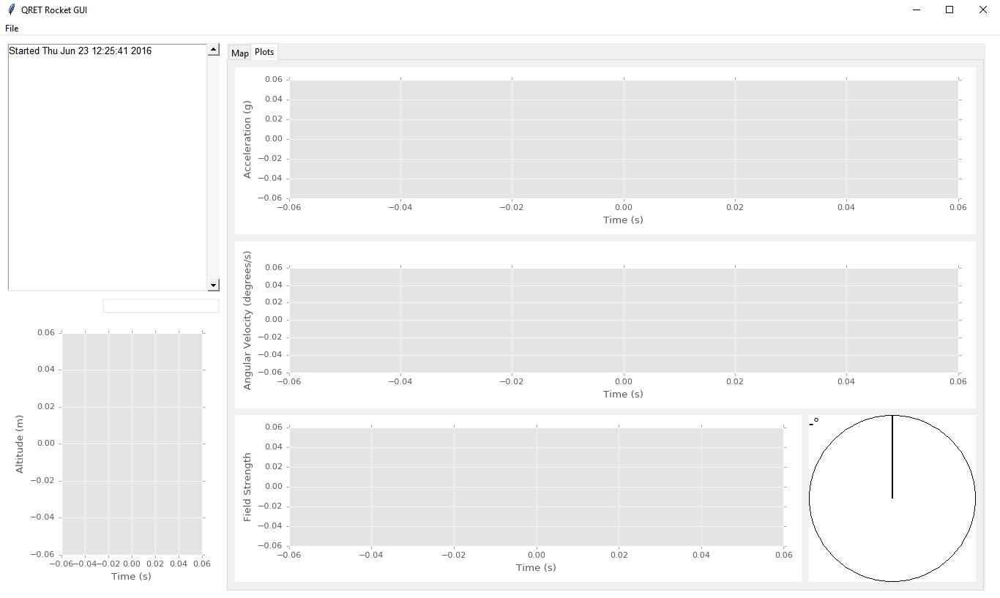 QRET Rocket GUI
File
Started Thu Jun 23 12:25:41 2016
Map Plots
0.06
0.04
0.02
0.00
−0.02
−0.04
−0.06
Acceleration (g)
−0.06 −0.04 −0.02 0.00 0.02 0.04 0.06
Time (s)
0.06
0.04
0.02
0.00
−0.02
−0.04
−0.06
Angular Velocity (degrees/s)
−0.06 −0.04 −0.02 0.00 0.02 0.04 0.06
Time (s)
0.06
0.04
0.02
0.00
−0.02
−0.04
−0.06
Altitude (m)
−0.06 −0.04 −0.02 0.00 0.02 0.04 0.06
Time (s)
0.06
0.04
0.02
0.00
−0.02
−0.04
−0.06
Field Strength
−0.06 −0.04 −0.02 0.00 0.02 0.04 0.06
Time (s)
-°